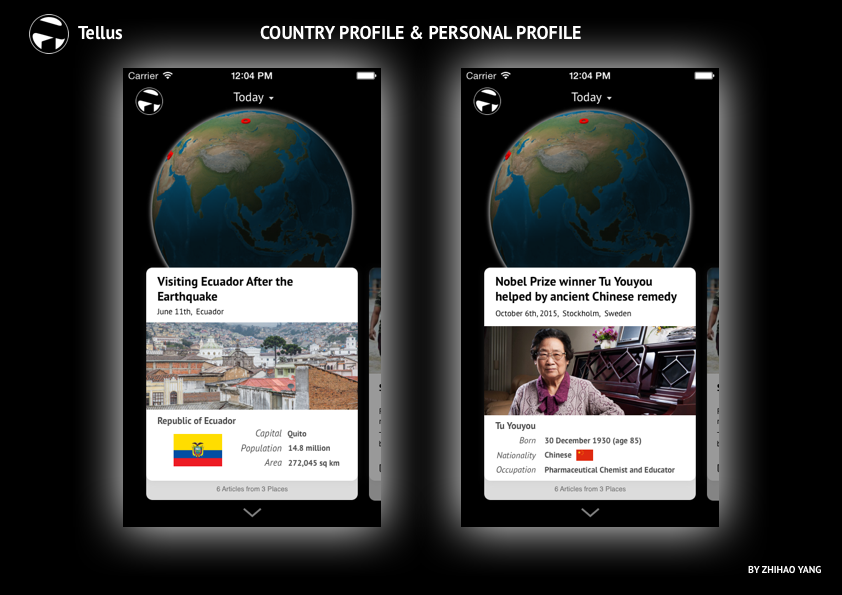 Tellus
COUNTRY PROFILE & PERSONAL PROFILE
Carrier 12:04 PM
Today
Visiting Ecuador After the
Earthquake
June 11th, Ecuador
Republic of Ecuador
Capital Quito
Population 14.8 million
Area 272,045 sq km
6 Articles from 3 Places
Carrier 12:04 PM
Today
Nobel Prize winner Tu Youyou
helped by ancient Chinese remedy
October 6th, 2015, Stockholm, Sweden
Tu Youyou
Born 30 December 1930 (age 85)
Nationality Chinese
Occupation Pharmaceutical Chemist and Educator
6 Articles from 3 Places
BY ZHIHAO YANG